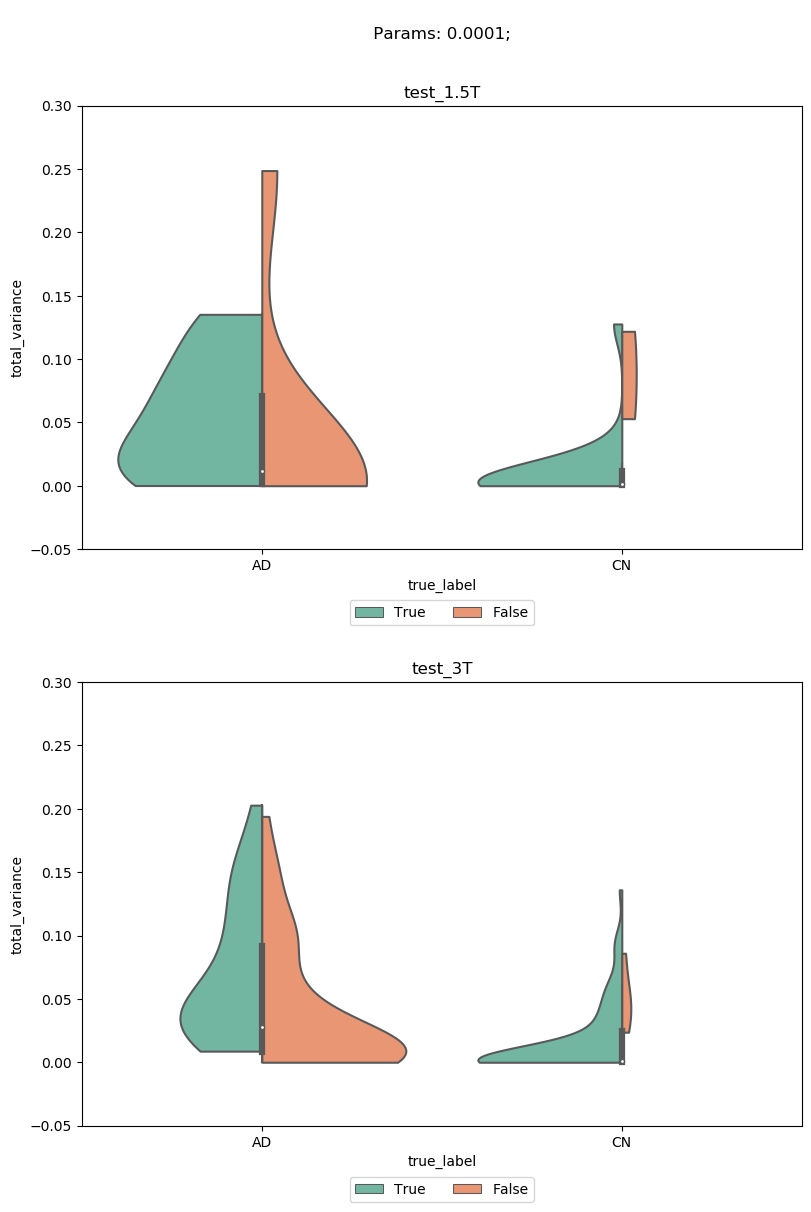 Params: 0.0001;
test_1.5T
0.30
0.25
0.20
0.15
0.10
0.05
0.00
−0.05
total_variance
AD CN
true_label
True False
test_3T
0.30
0.25
0.20
0.15
0.10
0.05
0.00
−0.05
total_variance
AD CN
true_label
True False